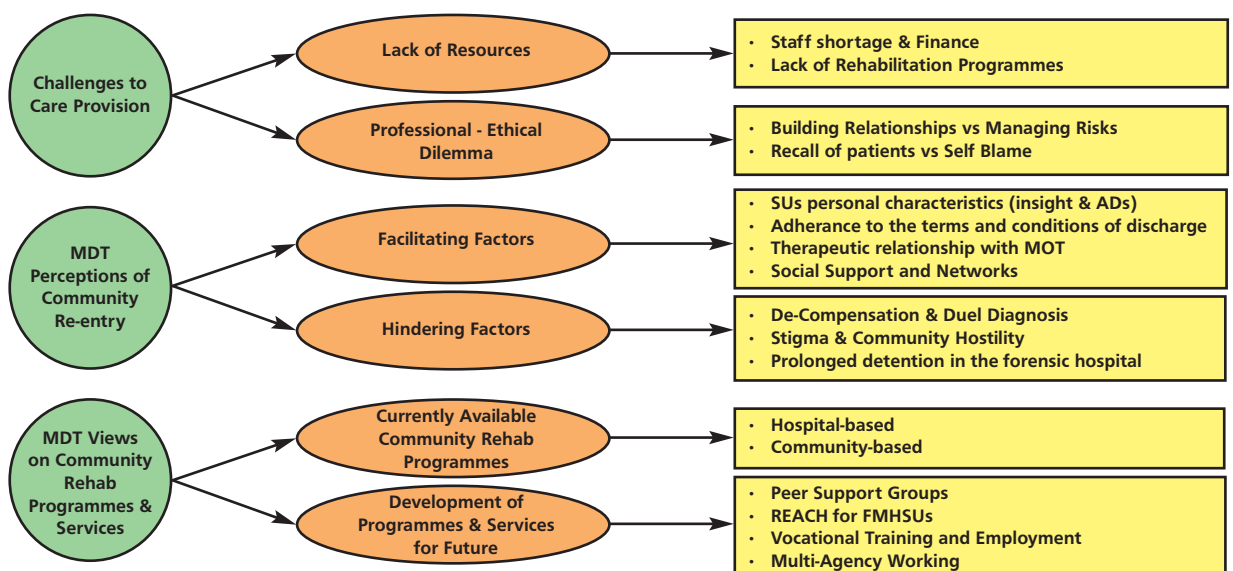 Challenges to
Care Provision
Lack of Resources
· Staff shortage & Finance
· Lack of Rehabilitation Programmes
Professional - Ethical
Dilemma
· Building Relationships vs Managing Risks
· Recall of patients vs Self Blame
MDT
Perceptions of
Community
Re-entry
Facilitating Factors
· SUs personal characteristics (insight & ADs)
· Adherance to the terms and conditions of discharge
· Therapeutic relationship with MOT
· Social Support and Networks
Hindering Factors
· De-Compensation & Duel Diagnosis
· Stigma & Community Hostility
· Prolonged detention in the forensic hospital
MDT Views
on Community
Rehab
Programmes &
Services
Currently Available
Community Rehab
Programmes
· Hospital-based
· Community-based
Development of
Programmes & Services
for Future
· Peer Support Groups
· REACH for FMHSUs
· Vocational Training and Employment
· Multi-Agency Working